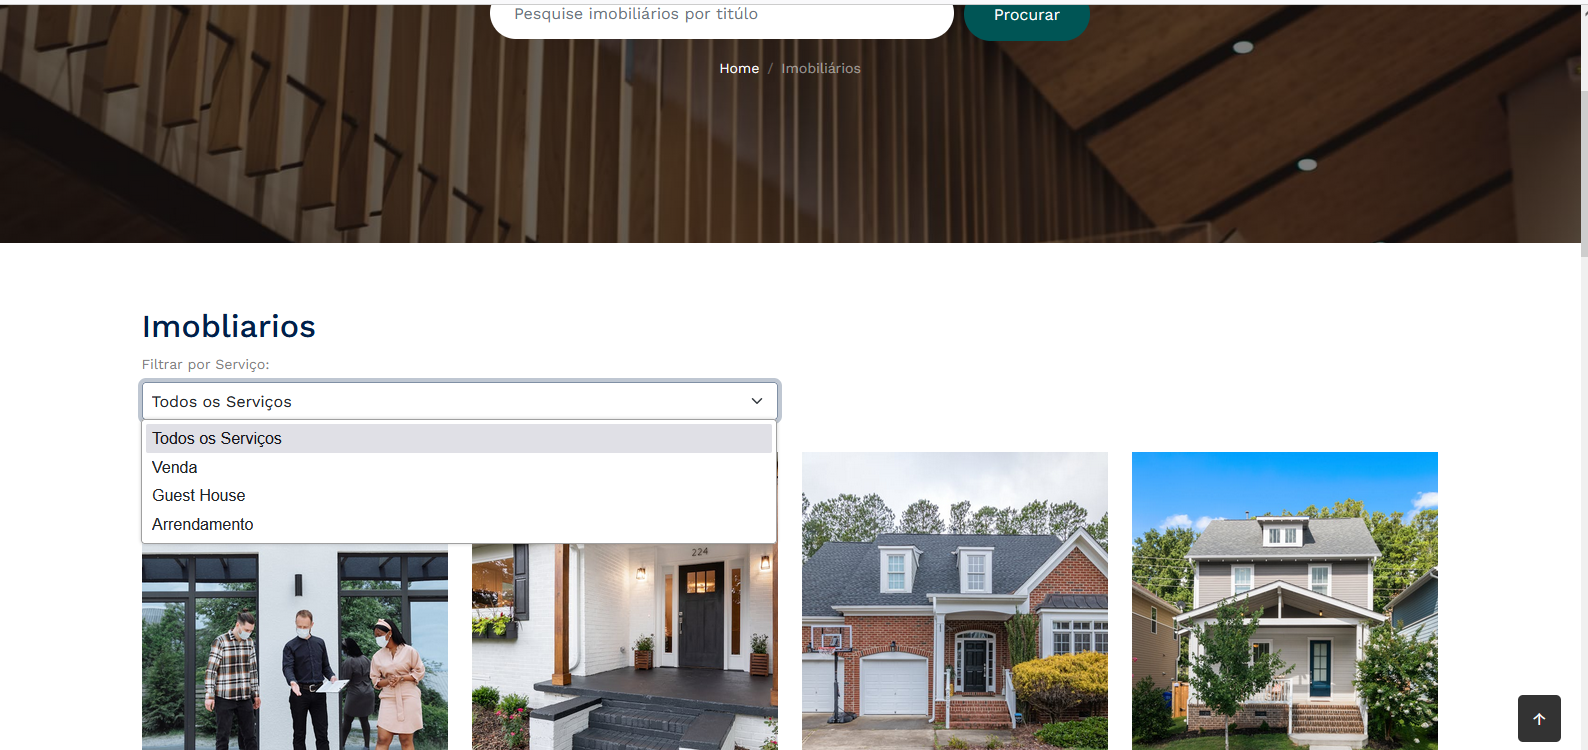 Pesquise imobiliários por titúlo
Procurar
Home / Imobiliários
Imobliarios
Filtrar por Serviço:
Todos os Serviços
Todos os Serviços
Venda
Guest House
Arrendamento
224